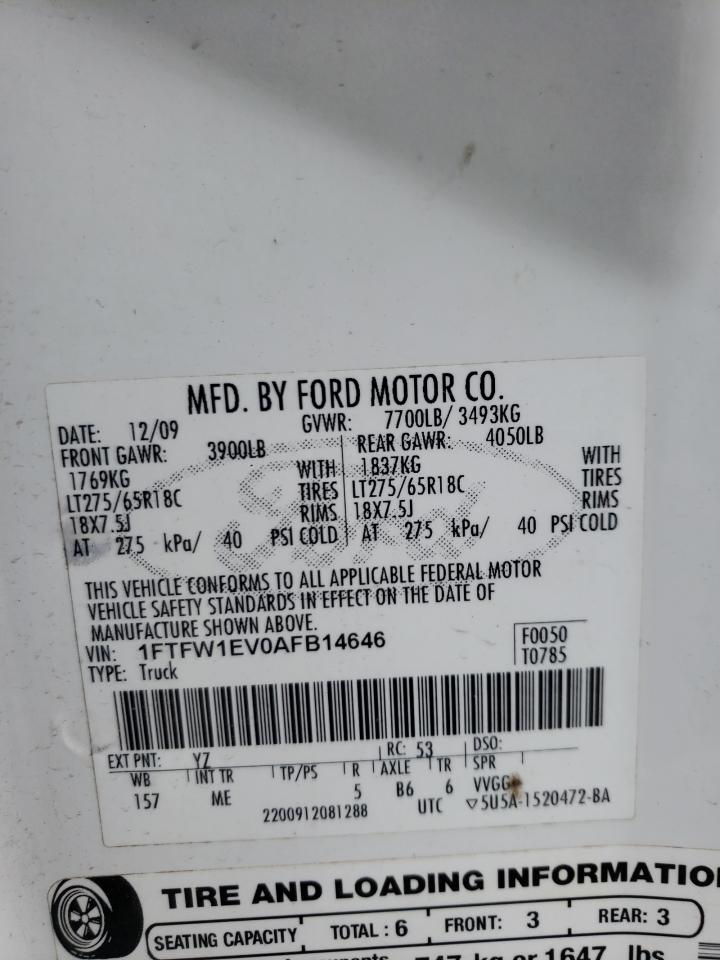 MFD. BY FORD MOTOR CO.
DATE: 12/09 GVWR: 7700LB/ 3493KG
FRONT GAWR: 3900LB REAR GAWR: 4050LB
1769KG WITH 1837KG WITH
LT275/65R18C TIRES LT275/65R18C TIRES
18X7.5J RIMS 18X7.5J RIMS
AT 275 kPa/ 40 PSI COLD AT 275 kPa/ 40 PSI COLD
THIS VEHICLE CONFORMS TO ALL APPLICABLE FEDERAL MOTOR
VEHICLE SAFETY STANDARDS IN EFFECT ON THE DATE OF
MANUFACTURE SHOWN ABOVE.
VIN: 1FTFW1EV0AFB14646 F0050
TYPE: Truck T0785
EXT PNT: YZ RC: 53 DSO:
WB INT TR TP/PS R AXLE TR SPR
157 ME 5 B6 6 VVGG
2200912081288 UTC ▽5U5A-1520472-BA
TIRE AND LOADING INFORMATION
SEATING CAPACITY TOTAL : 6 FRONT: 3 REAR: 3
kg or 1647 lbs